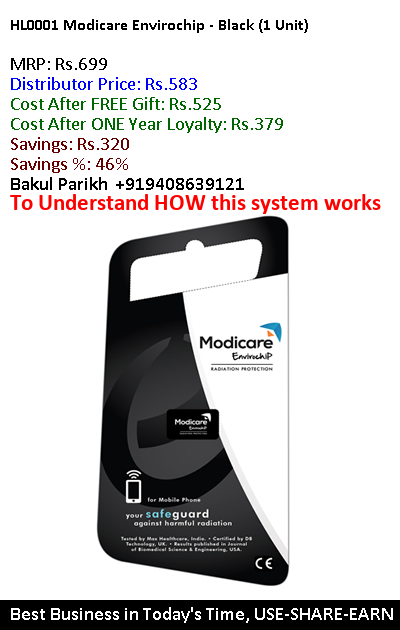 HL0001 Modicare Envirochip - Black (1 Unit)
MRP: Rs.699
Distributor Price: Rs.583
Cost After FREE Gift: Rs.525
Cost After ONE Year Loyalty: Rs.379
Savings: Rs.320
Savings %: 46%
Bakul Parikh +919408639121
To Understand HOW this system works
Modicare
EnvirochiP
RADIATION PROTECTION
Modicare
EnvirochiP
for Mobile Phone
your safeguard
against harmful radiation
Tested by Max Healthcare, India. • Certified by DB
Technology, UK. • Results published in Journal
of Biomedical Science & Engineering, USA.
CE
Best Business in Today's Time, USE-SHARE-EARN